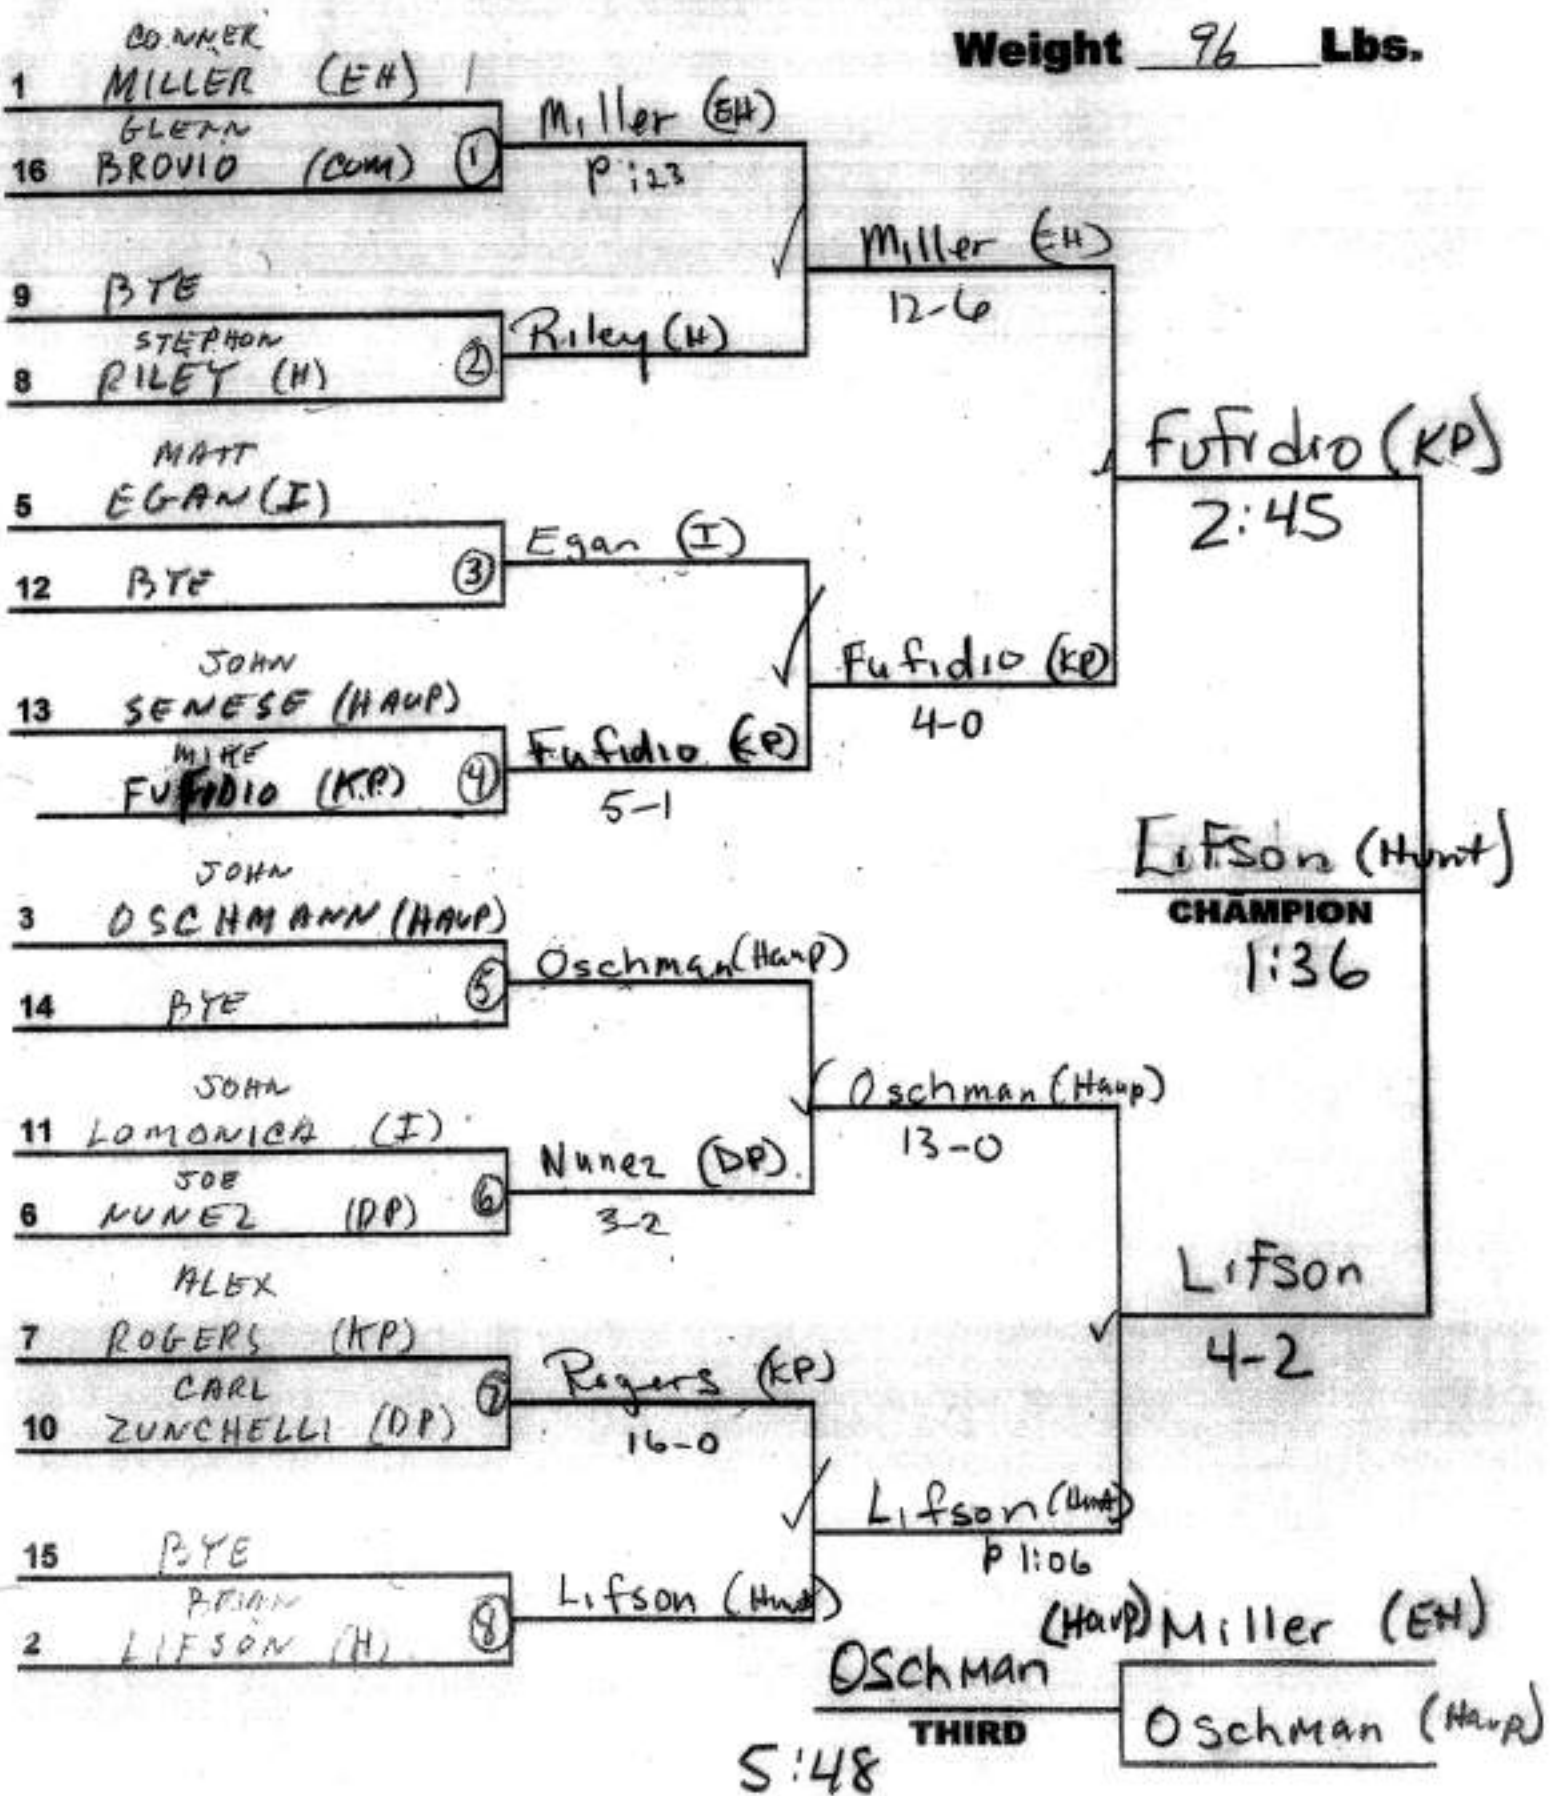 Weight 96 Lbs.
CONNER
1 MILLER (EH)
GLENN
16 BROVIO (COM) 1
Miller (EH)
P :23
9 BYE
STEPHON
8 RILEY (H) 2
Riley (H)
Miller (EH)
12-6
MATT
5 EGAN (I)
12 BYE 3
Egan (I)
JOHN
13 SENESE (HAUP)
MIKE
FUFIDIO (K.P.) 4
Fufidio (KP)
5-1
Fufidio (KP)
4-0
Fufidio (KP)
2:45
JOHN
3 OSCHMANN (HAUP)
14 BYE 5
Oschman (Haup)
JOHN
11 LOMONICA (I)
JOE
6 NUNEZ (DP) 6
Nunez (DP)
3-2
Oschman (Haup)
13-0
ALEX
7 ROGERS (KP)
CARL
10 ZUNCHELLI (DP) 7
Rogers (KP)
16-0
15 BYE
BRIAN
2 LIFSON (H) 8
Lifson (Hunt)
Lifson (Hunt)
P 1:06
Lifson
4-2
Lifson (Hunt)
CHAMPION
1:36
(Haup) Miller (EH)
Oschman
THIRD
Oschman (Haup)
5:48